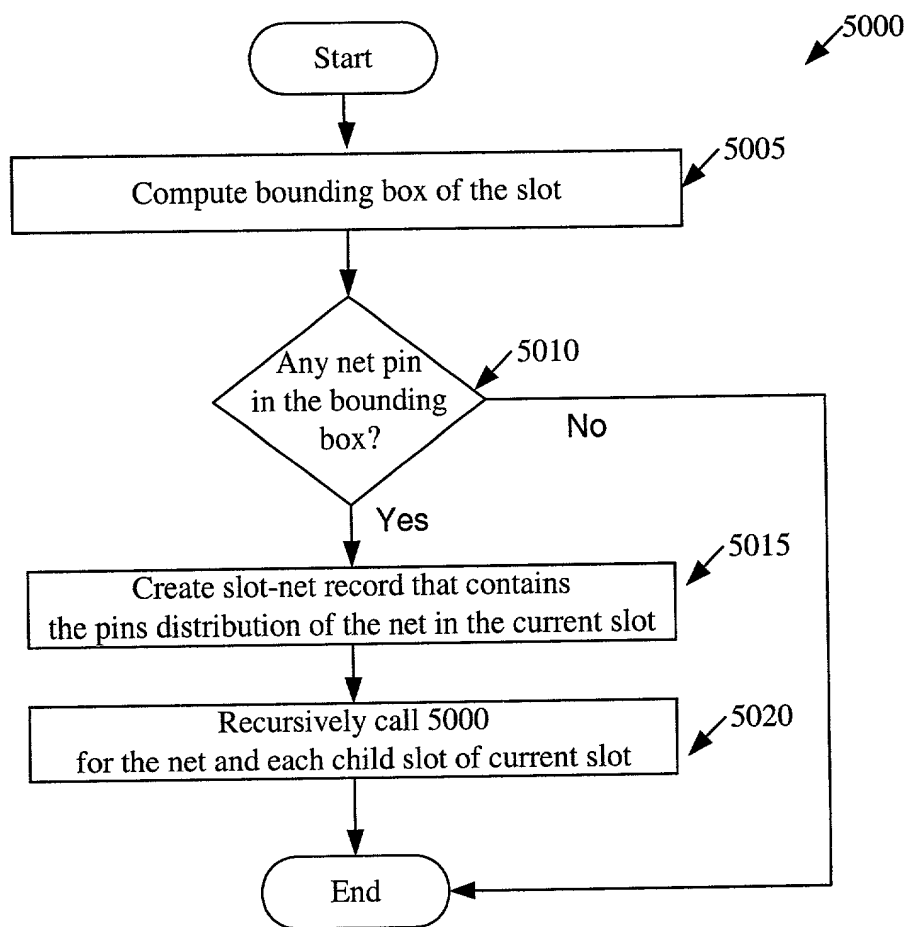 5000
Start
5005
Compute bounding box of the slot
5010
Any net pin
in the bounding
box?
No
Yes
5015
Create slot-net record that contains
the pins distribution of the net in the current slot
5020
Recursively call 5000
for the net and each child slot of current slot
End